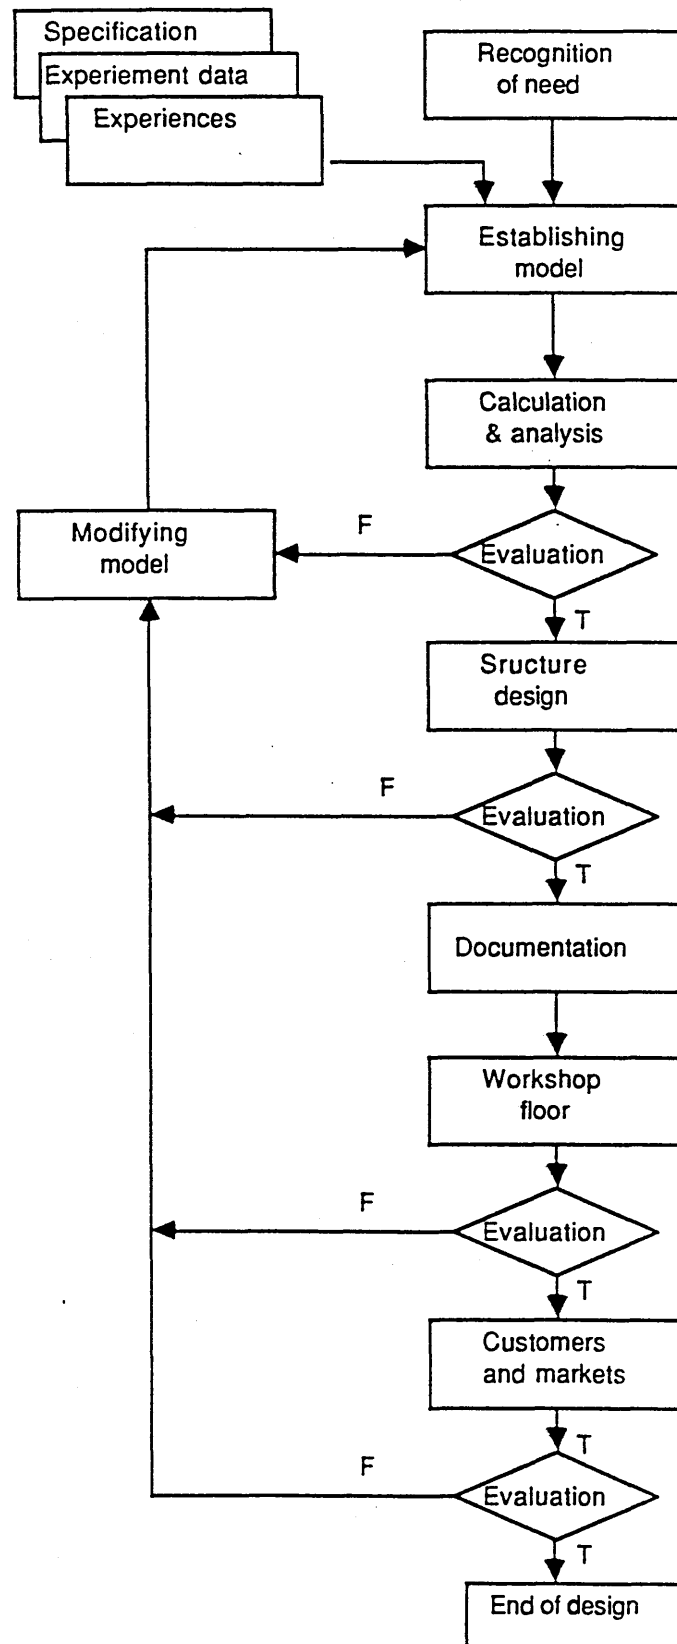 Specification
Experiement data
Experiences
Recognition
of need
Establishing
model
Calculation
& analysis
Modifying
model
F
Evaluation
T
Sructure
design
F
Evaluation
T
Documentation
Workshop
floor
F
Evaluation
T
Customers
and markets
T
F
Evaluation
T
End of design